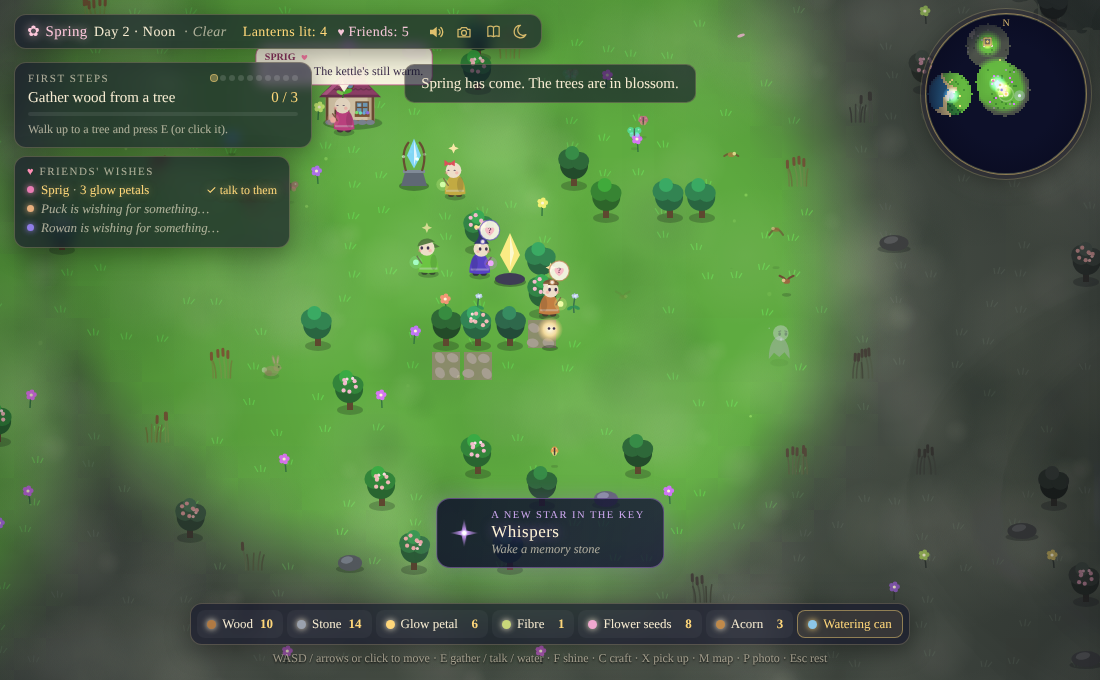 Spring Day 2 · Noon · Clear Lanterns lit: 4 ♥ Friends: 5
SPRIG ♥
The kettle's still warm.
FIRST STEPS
Gather wood from a tree 0 / 3
Walk up to a tree and press E (or click it).
Spring has come. The trees are in blossom.
N
♥ FRIENDS' WISHES
Sprig · 3 glow petals ✓ talk to them
Puck is wishing for something…
Rowan is wishing for something…
A NEW STAR IN THE KEY
Whispers
Wake a memory stone
Wood 10 Stone 14 Glow petal 6 Fibre 1 Flower seeds 8 Acorn 3 Watering can
WASD / arrows or click to move · E gather / talk / water · F shine · C craft · X pick up · M map · P photo · Esc rest